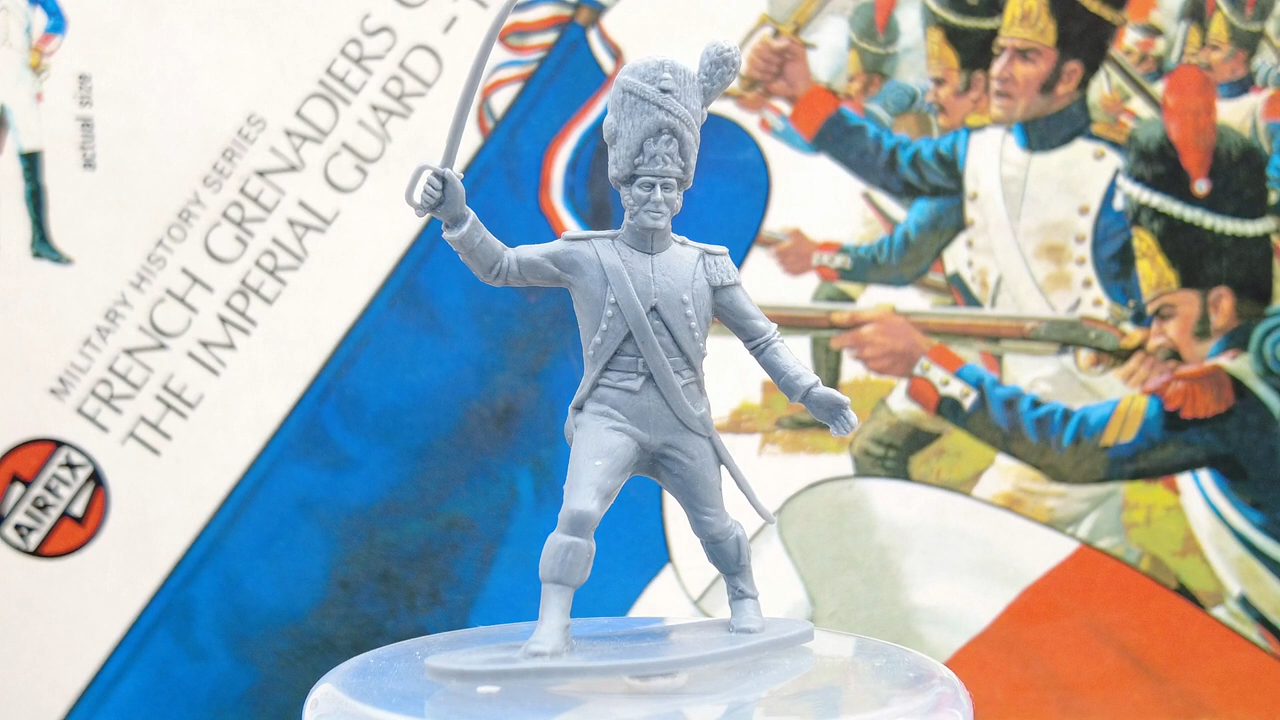 actual size
MILITARY HISTORY SERIES
FRENCH GRENADIERS
THE IMPERIAL GUARD -
AIRFIX